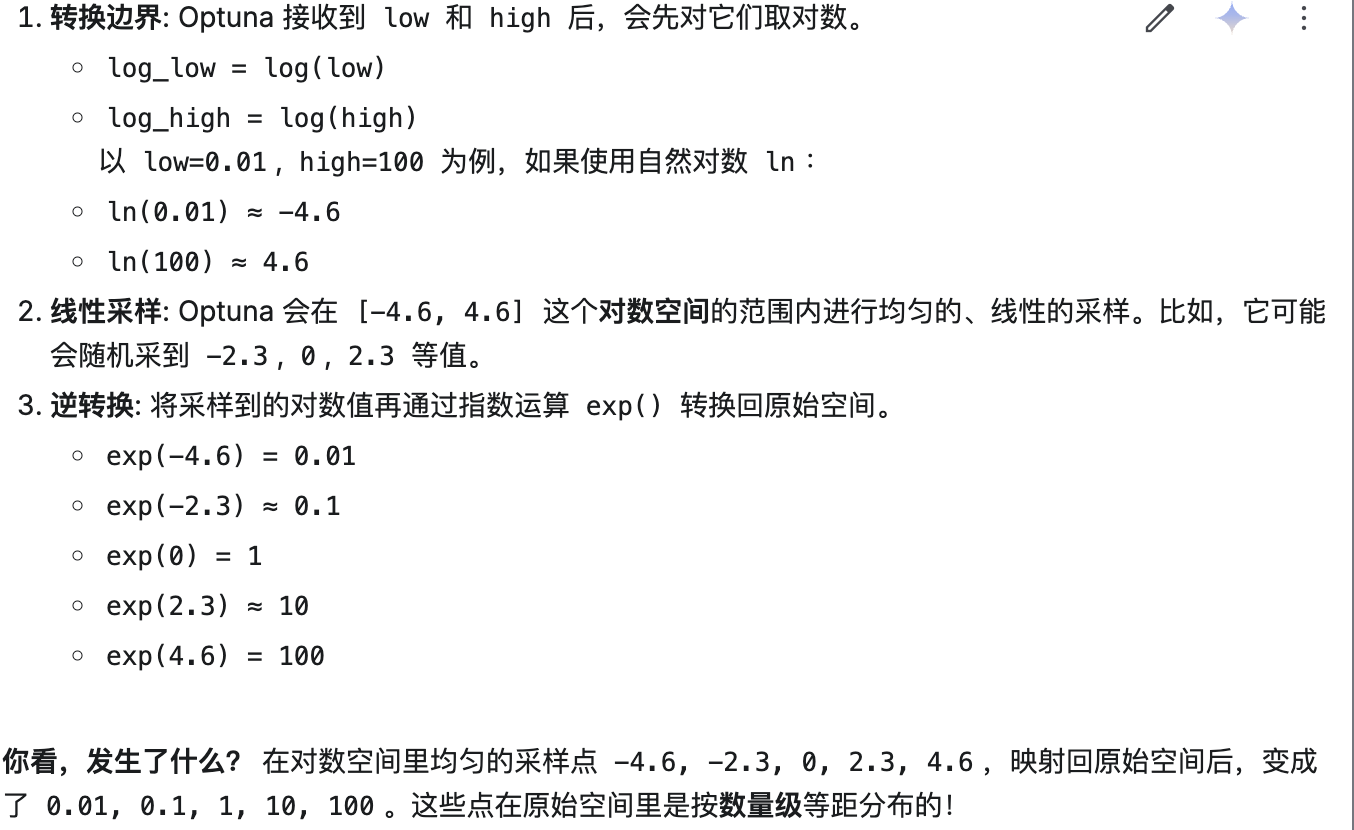 1. 转换边界: Optuna 接收到 low 和 high 后，会先对它们取对数。
○ log_low = log(low)
○ log_high = log(high)
以 low=0.01, high=100 为例，如果使用自然对数 ln：
○ ln(0.01) ≈ -4.6
○ ln(100) ≈ 4.6
2. 线性采样: Optuna 会在 [-4.6, 4.6] 这个对数空间的范围内进行均匀的、线性的采样。比如，它可能
会随机采到 -2.3, 0, 2.3 等值。
3. 逆转换: 将采样到的对数值再通过指数运算 exp() 转换回原始空间。
○ exp(-4.6) = 0.01
○ exp(-2.3) ≈ 0.1
○ exp(0) = 1
○ exp(2.3) ≈ 10
○ exp(4.6) = 100
你看，发生了什么？ 在对数空间里均匀的采样点 -4.6, -2.3, 0, 2.3, 4.6，映射回原始空间后，变成
了 0.01, 0.1, 1, 10, 100。这些点在原始空间里是按数量级等距分布的！